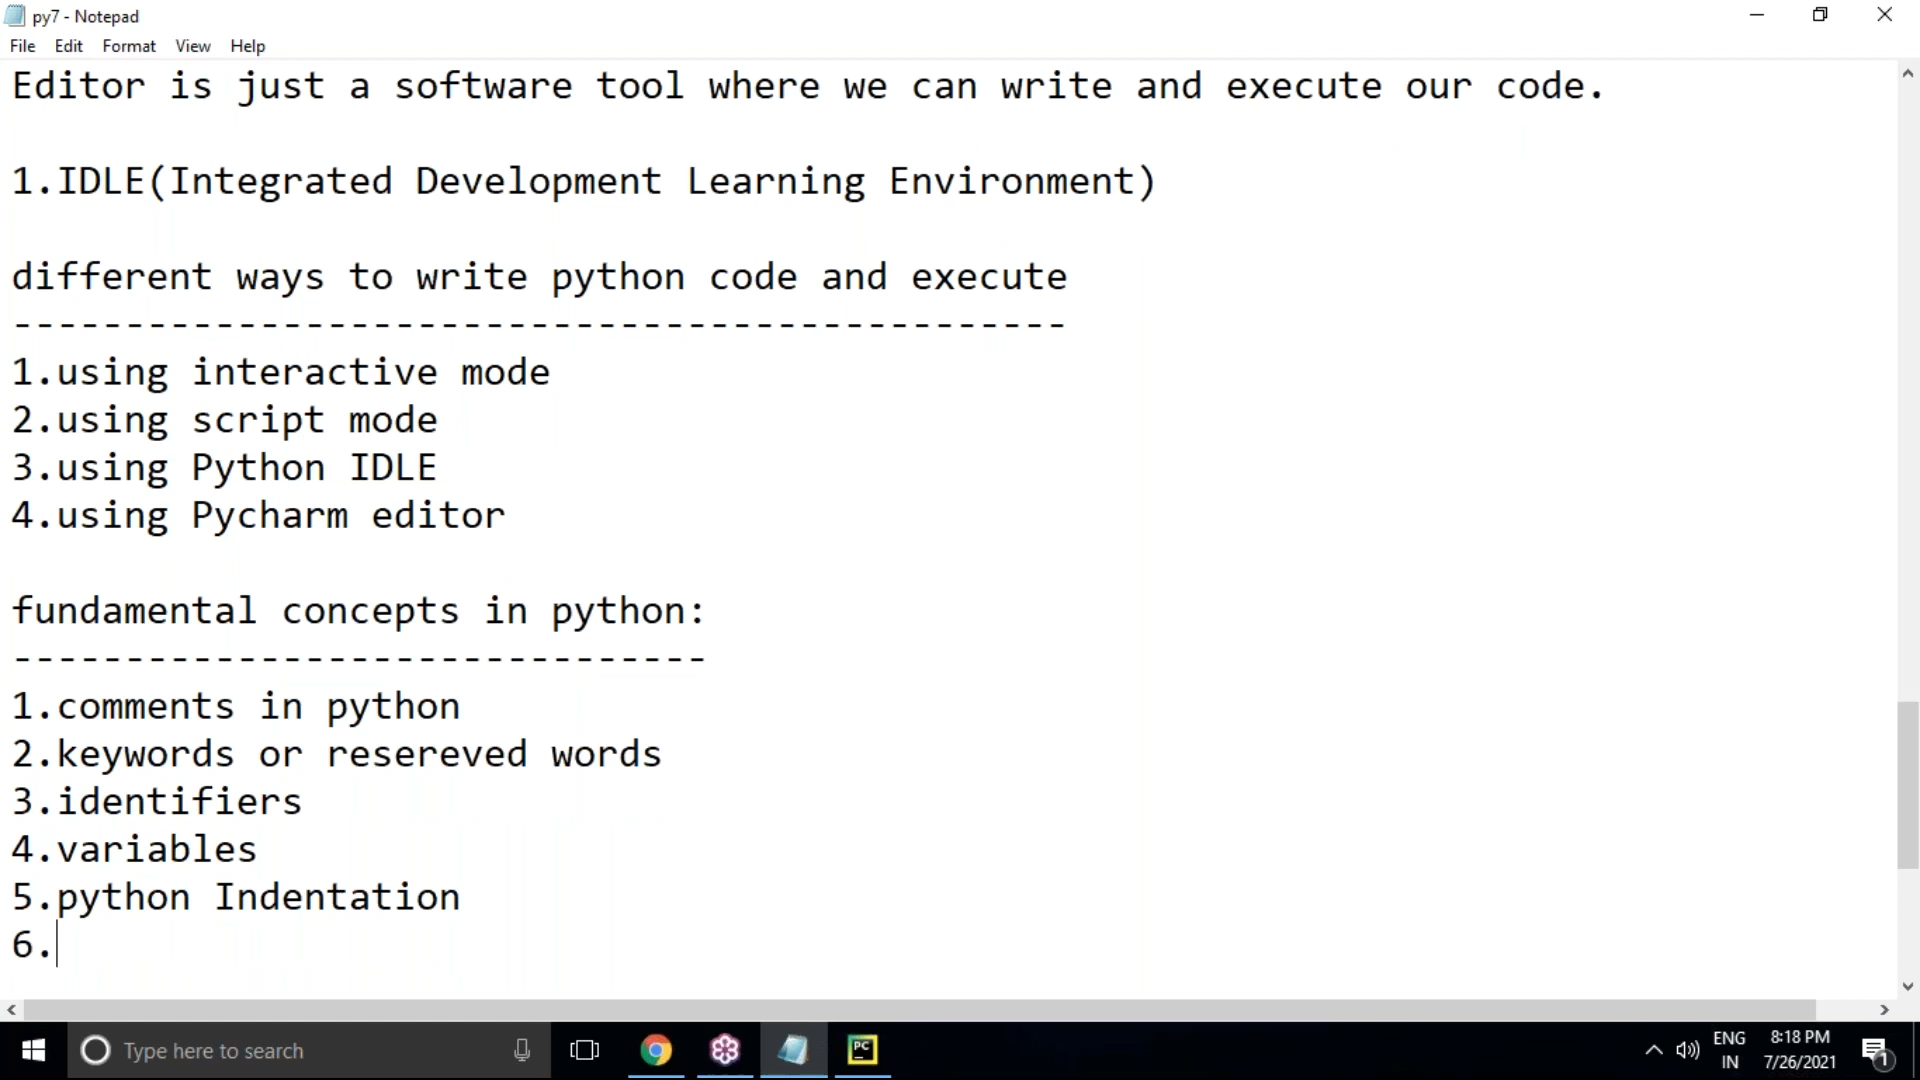 py7 - Notepad
File Edit Format View Help
Editor is just a software tool where we can write and execute our code.
1.IDLE(Integrated Development Learning Environment)
different ways to write python code and execute
-----------------------------------------------
1.using interactive mode
2.using script mode
3.using Python IDLE
4.using Pycharm editor
fundamental concepts in python:
-------------------------------
1.comments in python
2.keywords or resereved words
3.identifiers
4.variables
5.python Indentation
6.
Type here to search
PC
ENG
IN
8:18 PM
7/26/2021
1